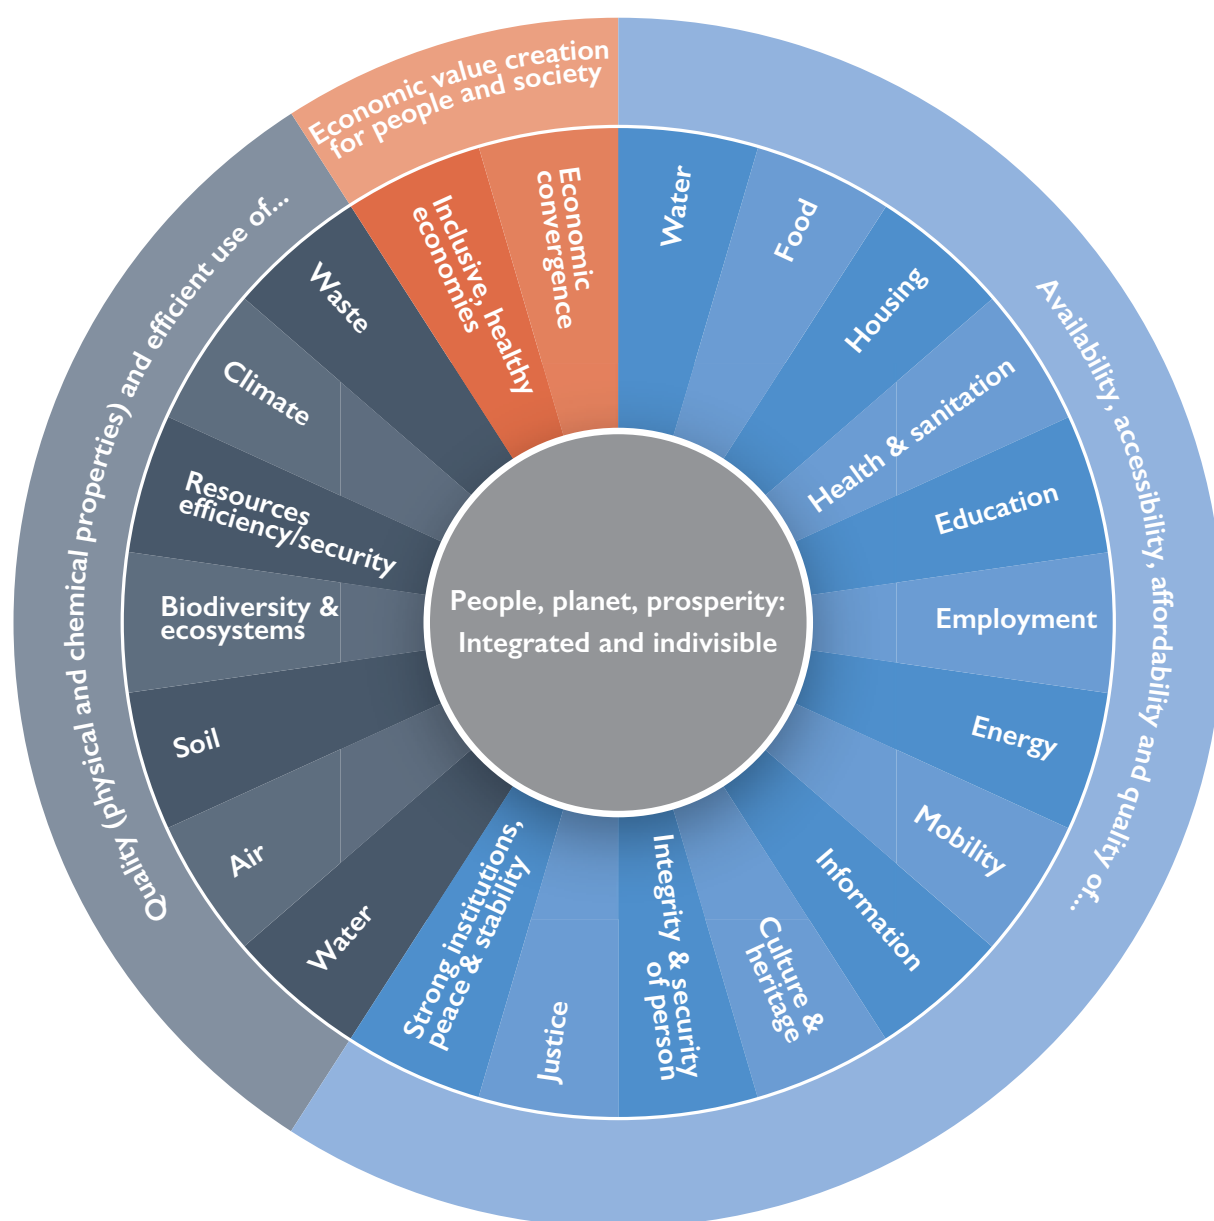 Economic value creation
for people and society
Availability, accessibility, affordability and quality of...
Quality (physical and chemical properties) and efficient use of...
Water
Food
Housing
Health & sanitation
Education
Employment
Energy
Mobility
Information
Culture &
heritage
Integrity & security
of person
Justice
Strong institutions,
peace & stability
Water
Air
Soil
Biodiversity &
ecosystems
Resources
efficiency/security
Climate
Waste
Inclusive, healthy
economies
Economic
convergence
People, planet, prosperity:
Integrated and indivisible